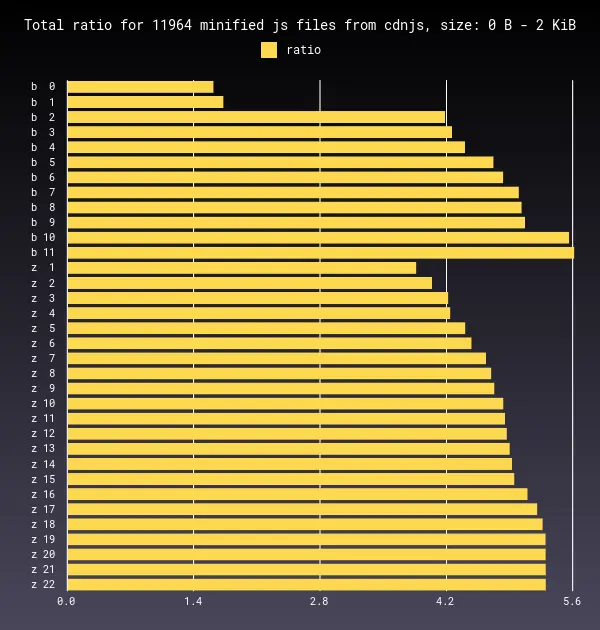 Total ratio for 11964 minified js files from cdnjs, size: 0 B - 2 KiB
ratio
b 0
b 1
b 2
b 3
b 4
b 5
b 6
b 7
b 8
b 9
b 10
b 11
z 1
z 2
z 3
z 4
z 5
z 6
z 7
z 8
z 9
z 10
z 11
z 12
z 13
z 14
z 15
z 16
z 17
z 18
z 19
z 20
z 21
z 22
0.0 1.4 2.8 4.2 5.6